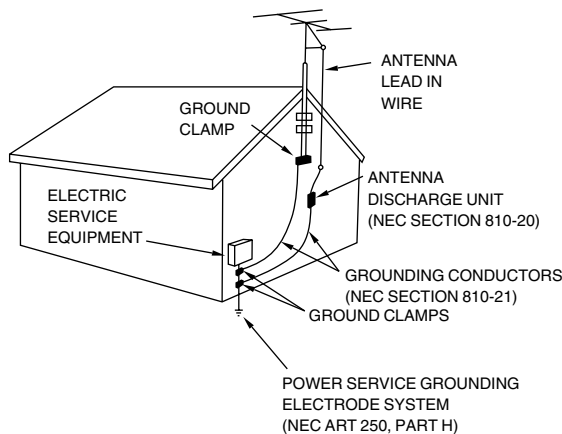 ANTENNA
LEAD IN
WIRE
GROUND
CLAMP
ANTENNA
DISCHARGE UNIT
(NEC SECTION 810-20)
ELECTRIC
SERVICE
EQUIPMENT
GROUNDING CONDUCTORS
(NEC SECTION 810-21)
GROUND CLAMPS
POWER SERVICE GROUNDING
ELECTRODE SYSTEM
(NEC ART 250, PART H)